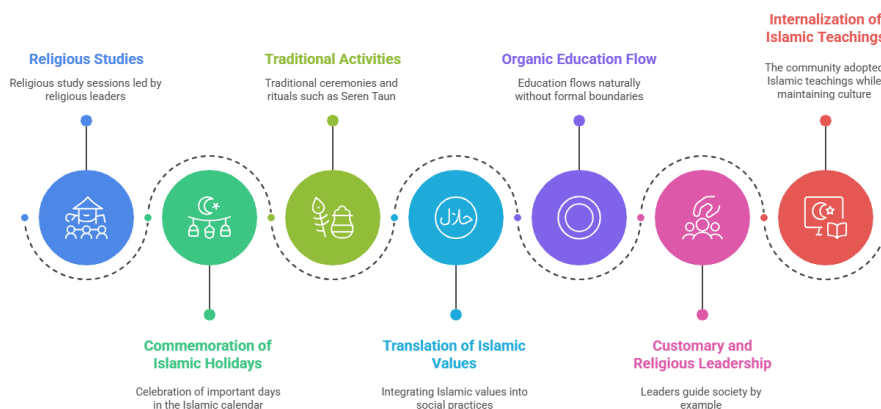 Religious Studies
Religious study sessions led by
religious leaders
Commemoration of
Islamic Holidays
Celebration of important days
in the Islamic calendar
Traditional Activities
Traditional ceremonies and
rituals such as Seren Taun
حلال
Translation of Islamic
Values
Integrating Islamic values into
social practices
Organic Education Flow
Education flows naturally
without formal boundaries
Customary and
Religious Leadership
Leaders guide society by
example
Internalization of
Islamic Teachings
The community adopted
Islamic teachings while
maintaining culture